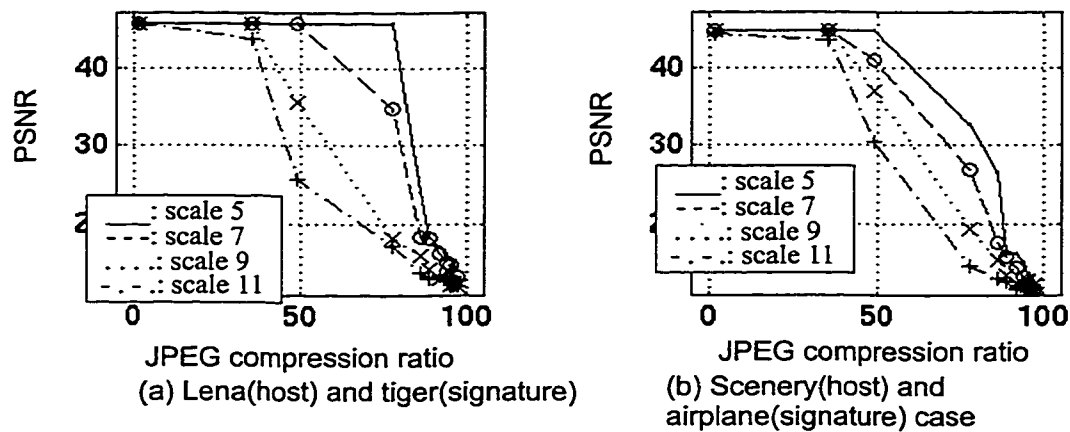 40
30
2
PSNR
—: scale 5
- - -: scale 7
.....: scale 9
-.-.: scale 11
0 50 100
JPEG compression ratio
(a) Lena(host) and tiger(signature)
40
30
2
PSNR
—: scale 5
- - -: scale 7
.....: scale 9
-.-.: scale 11
0 50 100
JPEG compression ratio
(b) Scenery(host) and
airplane(signature) case